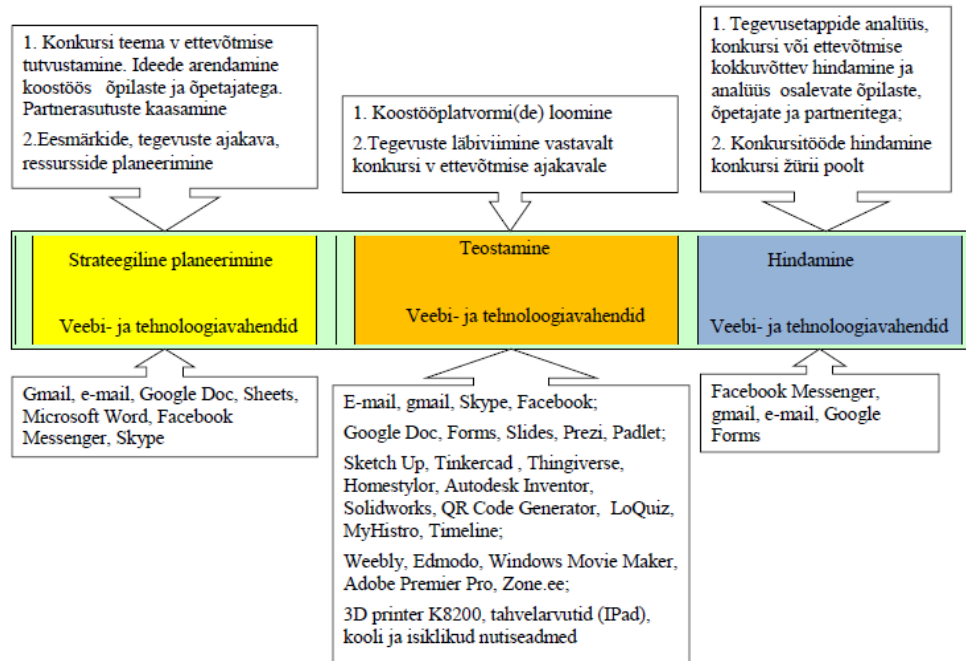 1. Konkursi teema v ettevõtmise
tutvustamine. Ideede arendamine
koostöös õpilaste ja õpetajatega.
Partnerasutuste kaasamine
2.Eesmärkide, tegevuste ajakava,
ressursside planeerimine
1. Koostööplatvormi(de) loomine
2.Tegevuste läbiviimine vastavalt
konkursi v ettevõtmise ajakavale
1. Tegevusetappide analüüs,
konkursi või ettevõtmise
kokkuvõttev hindamine ja
analüüs osalevate õpilaste,
õpetajate ja partneritega;
2. Konkursitööde hindamine
konkursi žürii poolt
Strateegiline planeerimine
Veebi- ja tehnoloogiavahendid
Teostamine
Veebi- ja tehnoloogiavahendid
Hindamine
Veebi- ja tehnoloogiavahendid
Gmail, e-mail, Google Doc, Sheets,
Microsoft Word, Facebook
Messenger, Skype
E-mail, gmail, Skype, Facebook;
Google Doc, Forms, Slides, Prezi, Padlet;
Sketch Up, Tinkercad , Thingiverse,
Homestylor, Autodesk Inventor,
Solidworks, QR Code Generator, LoQuiz,
MyHistro, Timeline;
Weebly, Edmodo, Windows Movie Maker,
Adobe Premier Pro, Zone.ee;
3D printer K8200, tahvelarvutid (IPad),
kooli ja isiklikud nutiseadmed
Facebook Messenger,
gmail, e-mail, Google
Forms